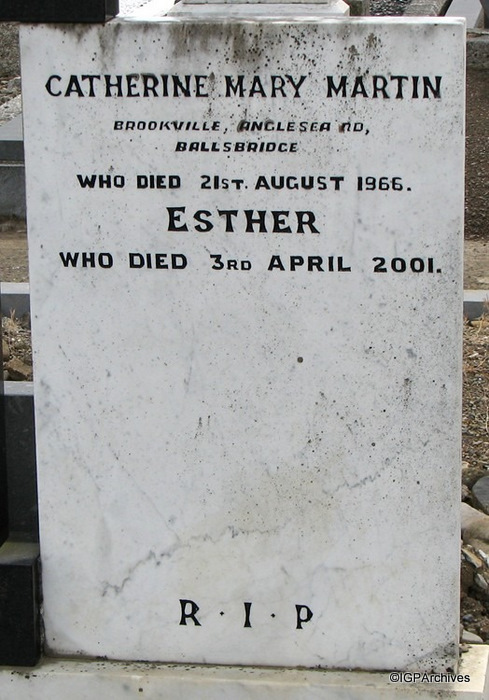 CATHERINE MARY MARTIN
BROOKVILLE, ANGLESEA RD,
BALLSBRIDGE
WHO DIED 21ST. AUGUST 1966.
ESTHER
WHO DIED 3RD APRIL 2001.
R · I · P
©IGPArchives